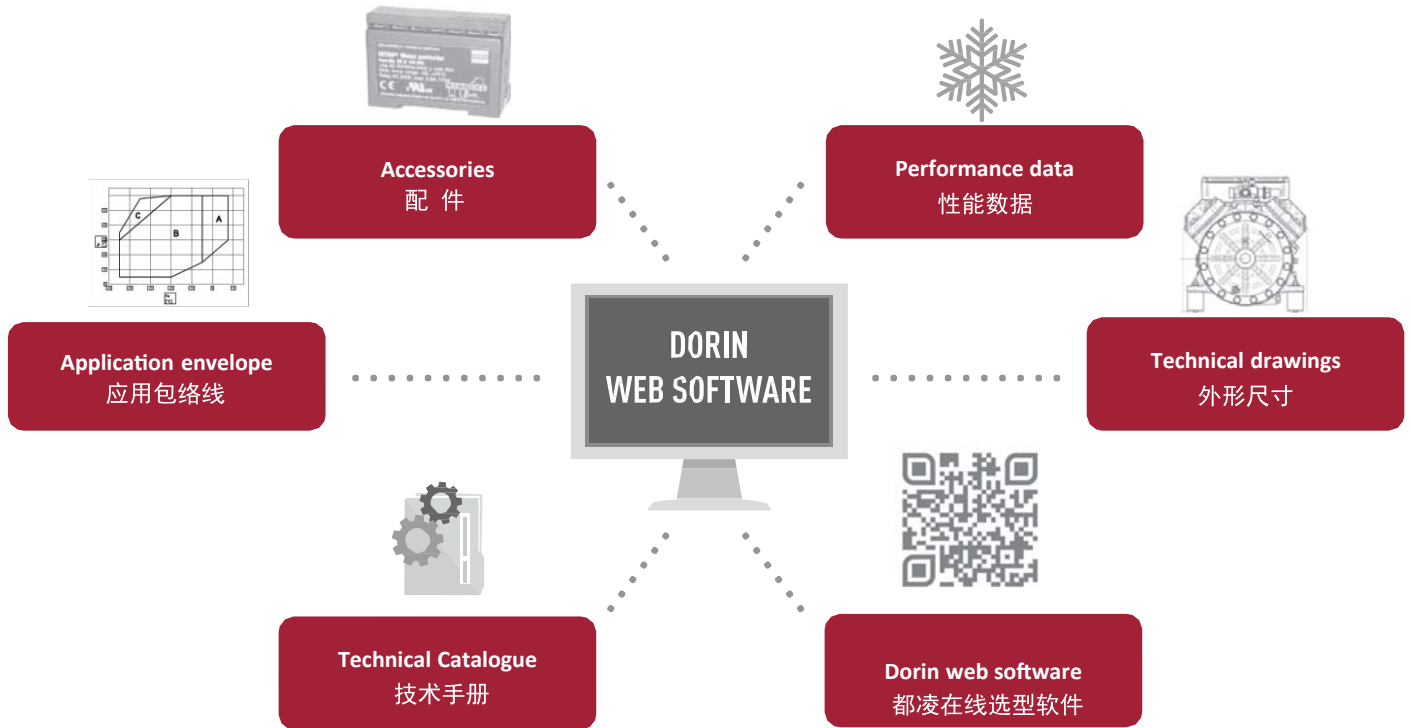 Accessories
配 件
Performance data
性能数据
C
A
B
Application envelope
应用包络线
DORIN
WEB SOFTWARE
Technical drawings
外形尺寸
Technical Catalogue
技术手册
Dorin web software
都凌在线选型软件